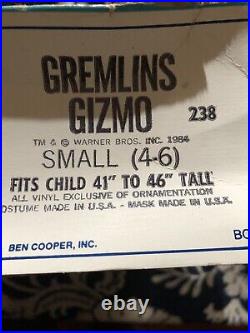 GREMLINS
GIZMO 238
TM & © WARNER BROS. INC. 1984
SMALL (4-6)
FITS CHILD 41" TO 46" TALL
ALL VINYL EXCLUSIVE OF ORNAMENTATION
COSTUME MADE IN U.S.A. - MASK MADE IN U.S.A.
BEN COOPER, INC.